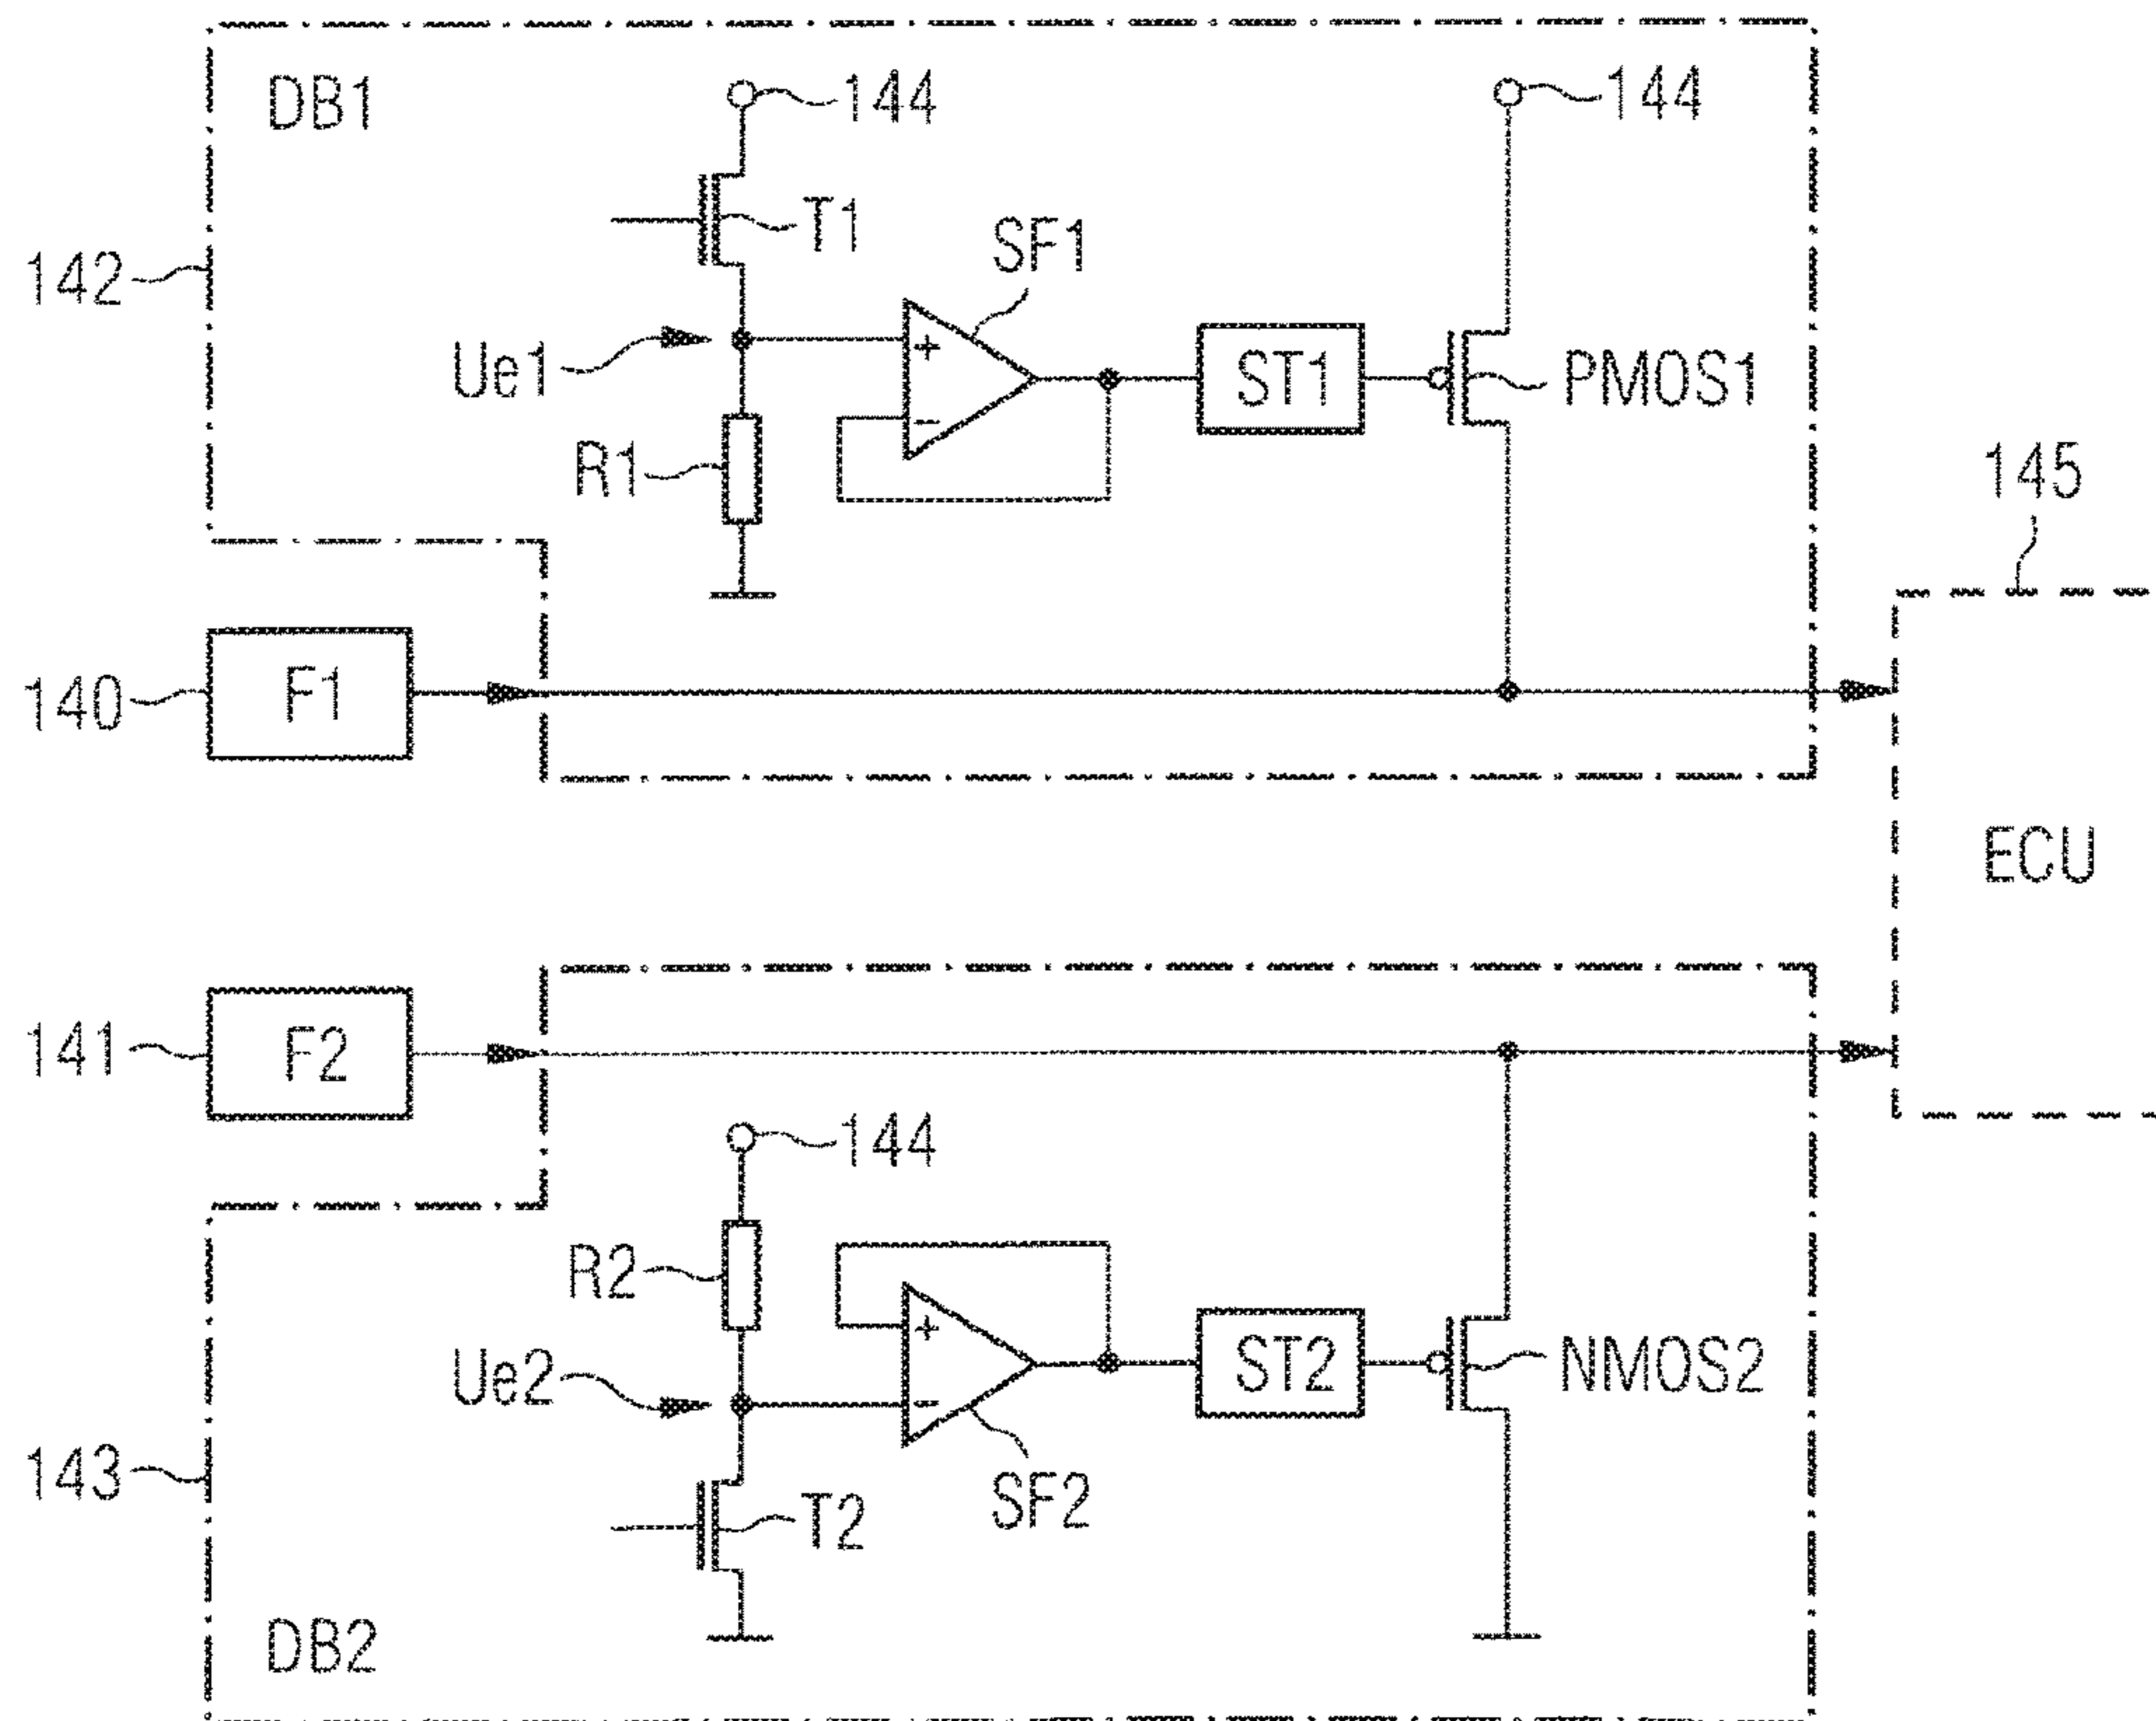 DB1
144
144
T1
SF1
142
Ue1
+
-
ST1
PMOS1
R1
145
140
F1
ECU
141
F2
144
R2
+
-
ST2
NMOS2
Ue2
143
T2
SF2
DB2